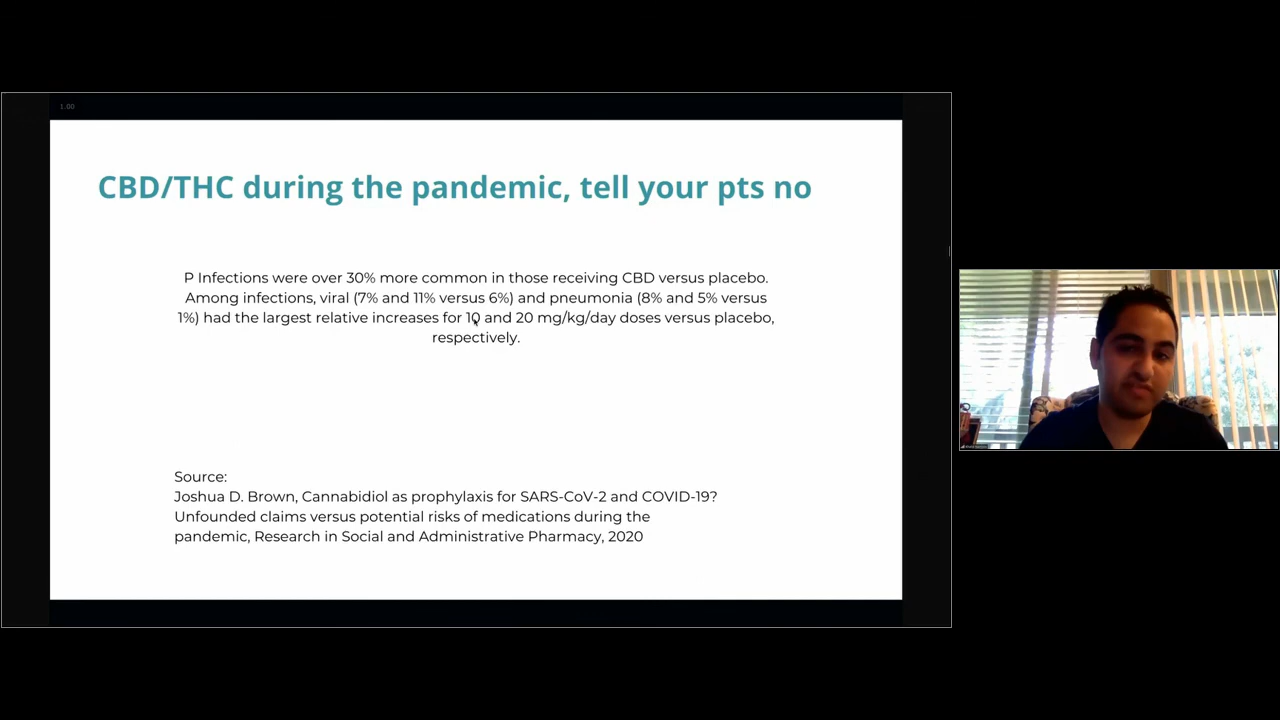 1.00
CBD/THC during the pandemic, tell your pts no
P Infections were over 30% more common in those receiving CBD versus placebo.
Among infections, viral (7% and 11% versus 6%) and pneumonia (8% and 5% versus
1%) had the largest relative increases for 10 and 20 mg/kg/day doses versus placebo,
respectively.
Source:
Joshua D. Brown, Cannabidiol as prophylaxis for SARS-CoV-2 and COVID-19?
Unfounded claims versus potential risks of medications during the
pandemic, Research in Social and Administrative Pharmacy, 2020